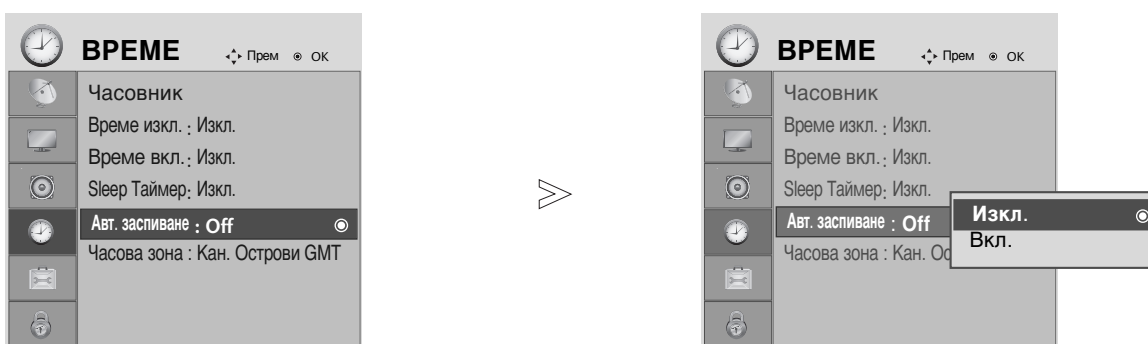 ВРЕМЕ Прем ОК
Часовник
Време изкл. : Изкл.
Време вкл. : Изкл.
Sleep Таймер: Изкл.
Авт. заспиване : Off
Часова зона : Кан. Острови GMT
ВРЕМЕ Прем ОК
Часовник
Време изкл. : Изкл.
Време вкл. : Изкл.
Sleep Таймер: Изкл.
Авт. заспиване : Off
Часова зона : Кан. Ос
Изкл.
Вкл.